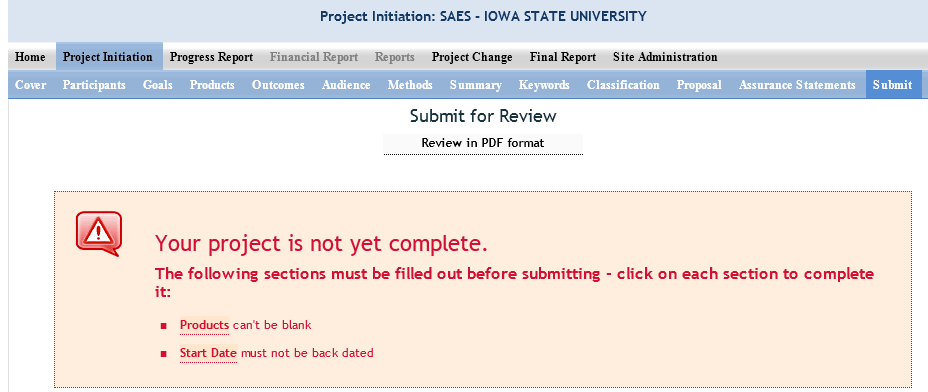 Project Initiation: SAES - IOWA STATE UNIVERSITY
Home Project Initiation Progress Report Financial Report Reports Project Change Final Report Site Administration
Cover Participants Goals Products Outcomes Audience Methods Summary Keywords Classification Proposal Assurance Statements Submit
Submit for Review
Review in PDF format
Your project is not yet complete.
The following sections must be filled out before submitting - click on each section to complete
it:
Products can't be blank
Start Date must not be back dated